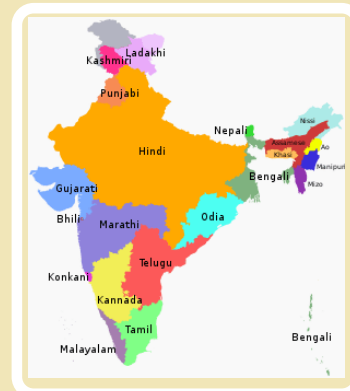 Ladakhi
Kashmiri
Punjabi
Nissi
Nepali
Assamese
Ao
Hindi
Khasi
Manipuri
Bengali
Gujarati
Mizo
Bhili
Odia
Marathi
Telugu
Konkani
Kannada
Tamil
Bengali
Malayalam